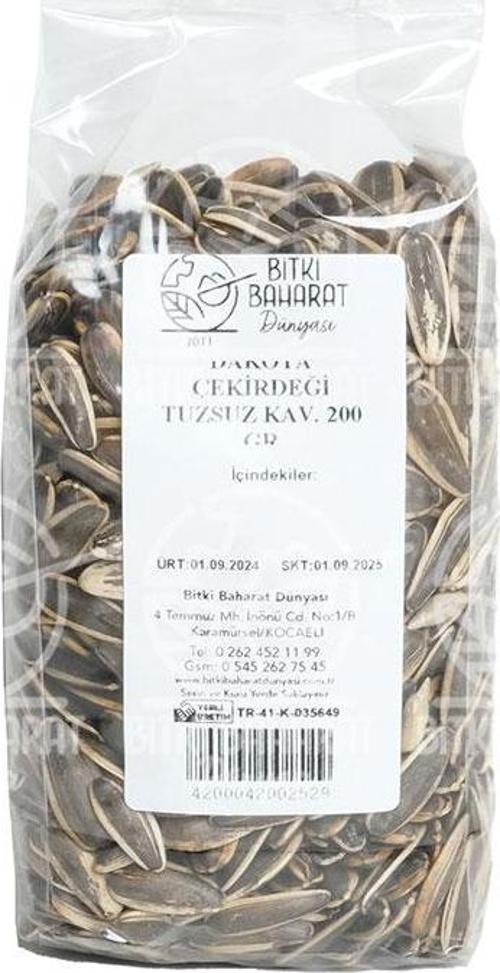 BİTKİ
BAHARAT
Dünyası
2011
DAKOTA
ÇEKİRDEĞİ
TUZSUZ KAV. 200
GR
İçindekiler:
ÜRT:01.09.2024 SKT:01.09.2025
Bitki Baharat Dünyası
4 Temmuz Mh. İnönü Cd. No:1/B
Karamürsel/KOCAELİ
Tel: 0 262 452 11 99
Gsm: 0 545 262 75 45
www.bitkibaharatdunyasi.com.tr
Serin ve Kuru Yerde Saklayınız
YERLİ
ÜRETİM
TR-41-K-035649
4200042002529